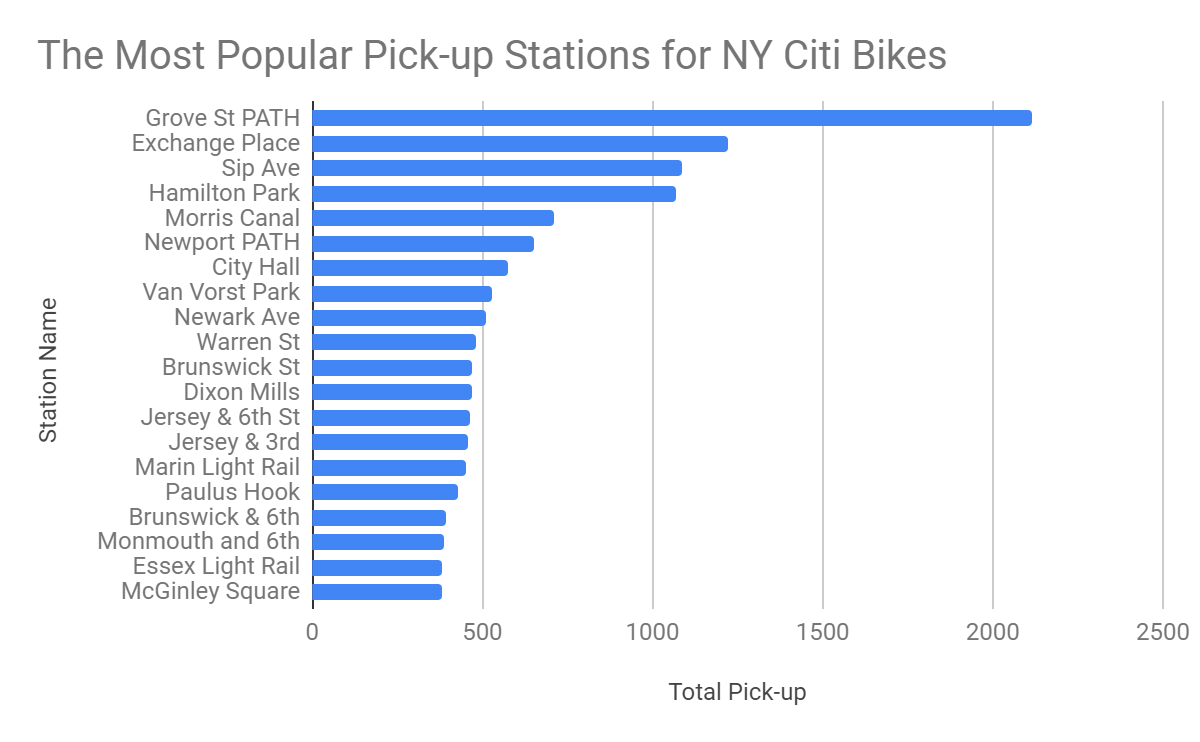 The Most Popular Pick-up Stations for NY Citi Bikes
Grove St PATH
Exchange Place
Sip Ave
Hamilton Park
Morris Canal
Newport PATH
City Hall
Van Vorst Park
Newark Ave
Warren St
Brunswick St
Dixon Mills
Jersey & 6th St
Jersey & 3rd
Marin Light Rail
Paulus Hook
Brunswick & 6th
Monmouth and 6th
Essex Light Rail
McGinley Square
Station Name
0 500 1000 1500 2000 2500
Total Pick-up